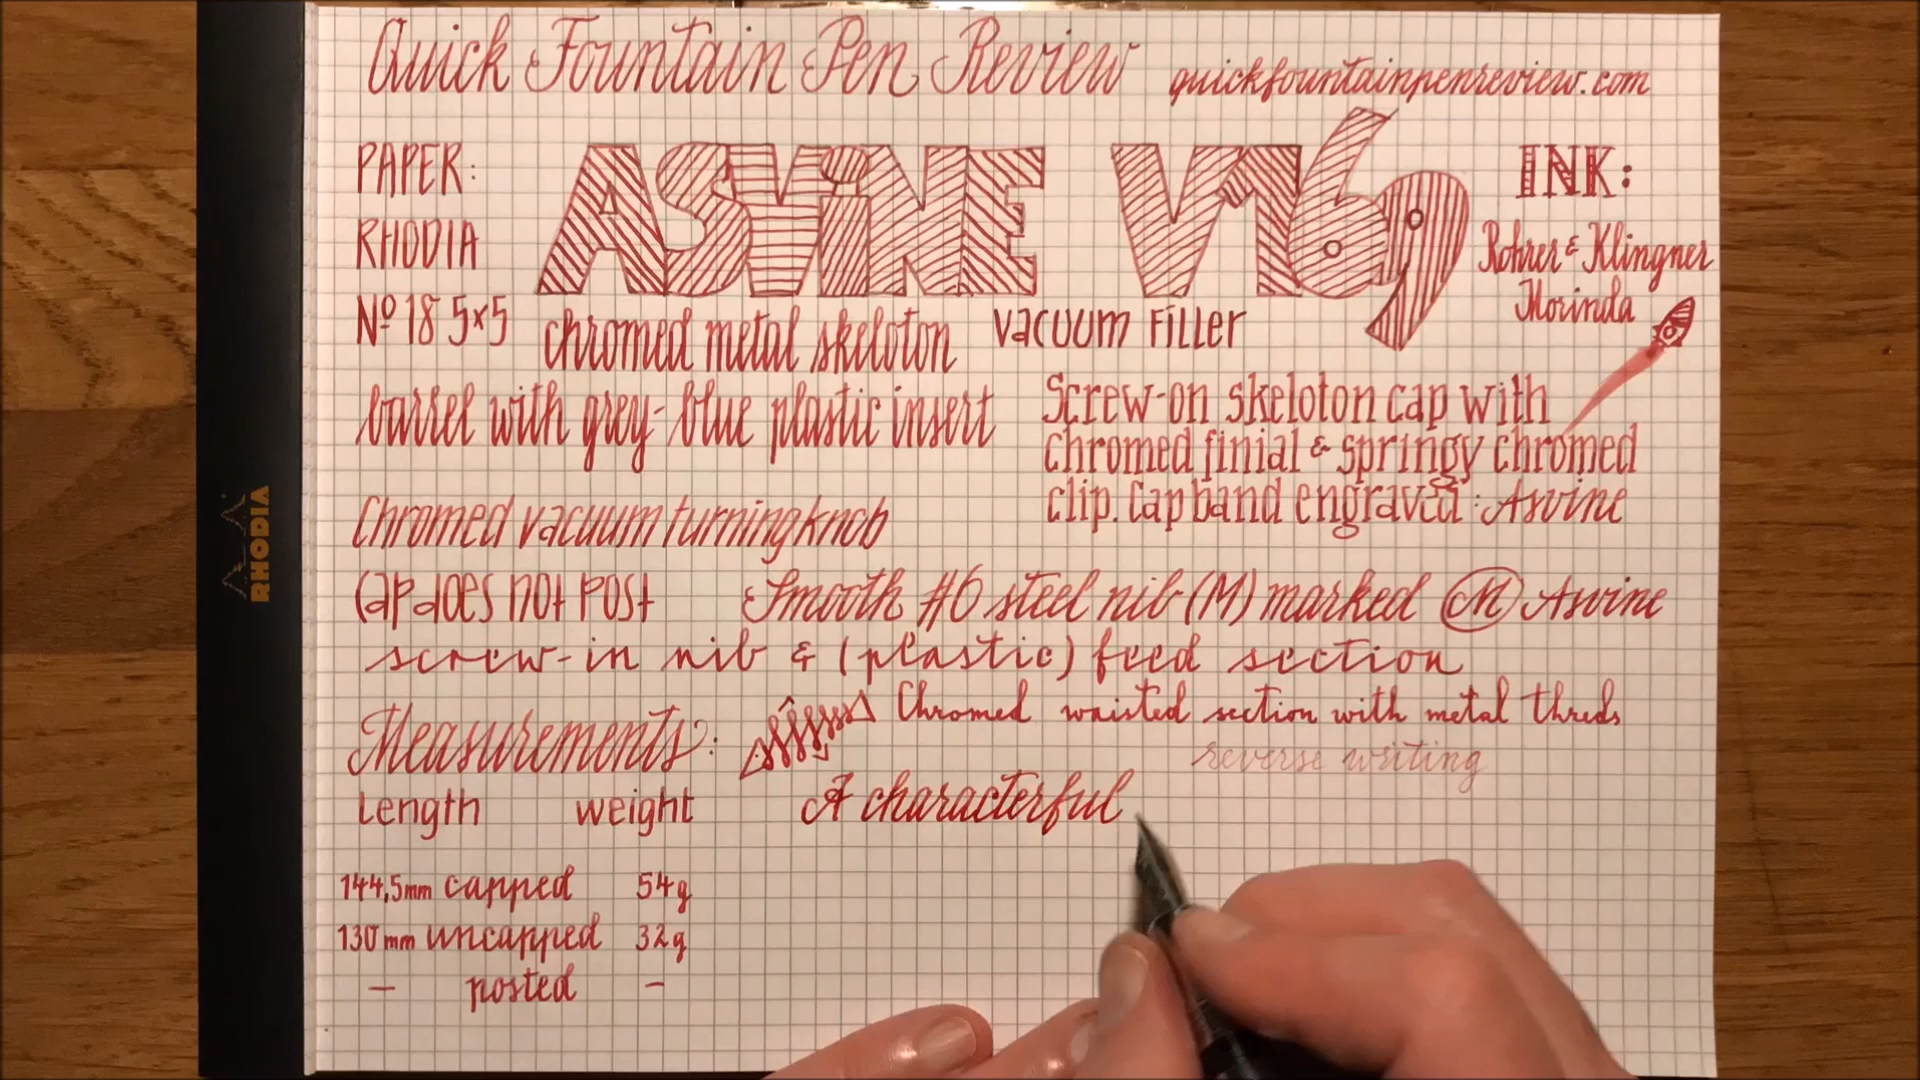 Quick Fountain Pen Review quickfountainpenreview.com
PAPER:
RHODIA
Nº 18 5x5
ASViNE V169
INK:
Rohrer & Klingner
Morinda
chromed metal skeloton
barrel with grey-blue plastic insert
vacuum Filler
Screw-on skeloton cap with
chromed finial & springy chromed
clip. Cap band engraved: Asvine
Chromed vacuum turning knob
Cap does not post
Smooth #6 steel nib (M) marked M Asvine
screw-in nib & (plastic) feed section
Chromed waisted section with metal threds
reverse writing
Measurements:
Length weight
144,5mm capped 54g
130mm uncapped 32g
— posted —
A characterful
RHODIA